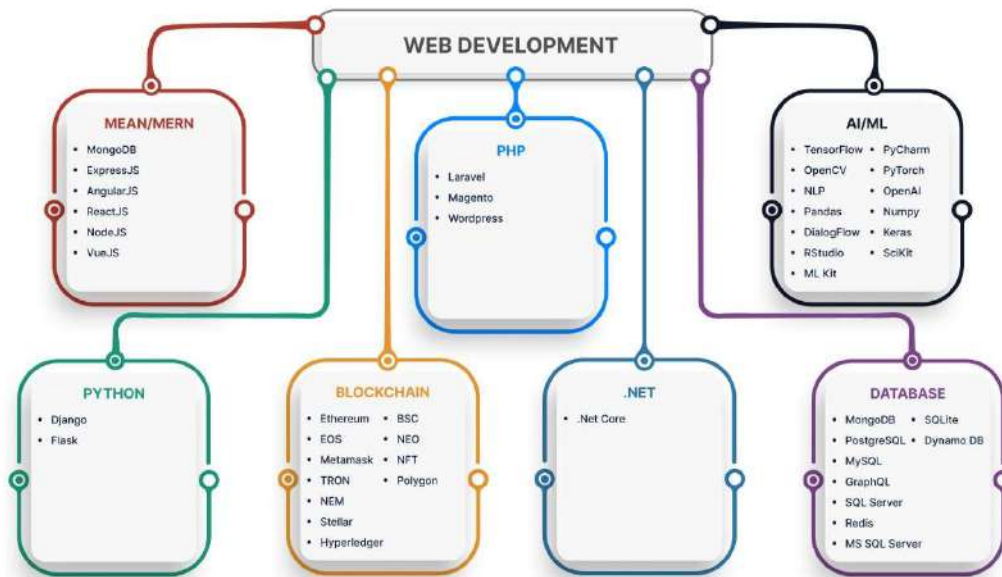 WEB DEVELOPMENT
MEAN/MERN
• MongoDB
• ExpressJS
• AngularJS
• ReactJS
• NodeJS
• VueJS
PHP
• Laravel
• Magento
• Wordpress
AI/ML
• TensorFlow
• OpenCV
• NLP
• Pandas
• DialogFlow
• RStudio
• ML Kit
• PyCharm
• PyTorch
• OpenAI
• Numpy
• Keras
• SciKit
PYTHON
• Django
• Flask
BLOCKCHAIN
• Ethereum
• EOS
• Metamask
• TRON
• NEM
• Stellar
• Hyperledger
• BSC
• NEO
• NFT
• Polygon
.NET
• .Net Core
DATABASE
• MongoDB
• PostgreSQL
• MySQL
• GraphQL
• SQL Server
• Redis
• MS SQL Server
• SQLite
• Dynamo DB